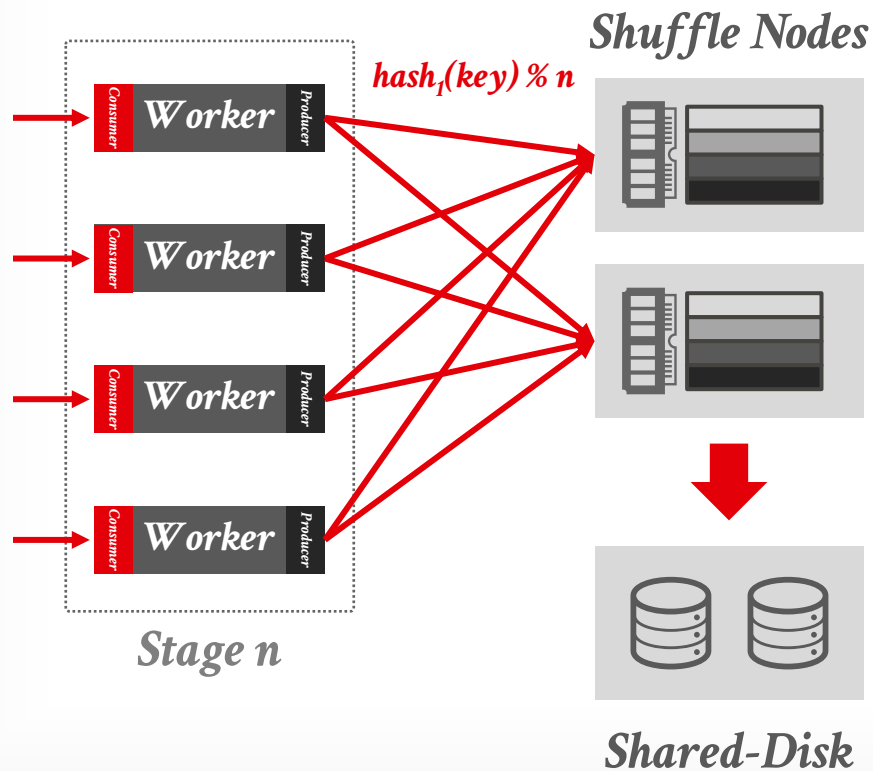 Shuffle Nodes
hash₁(key) % n
Consumer Worker Producer
Consumer Worker Producer
Consumer Worker Producer
Consumer Worker Producer
Stage n
Shared-Disk